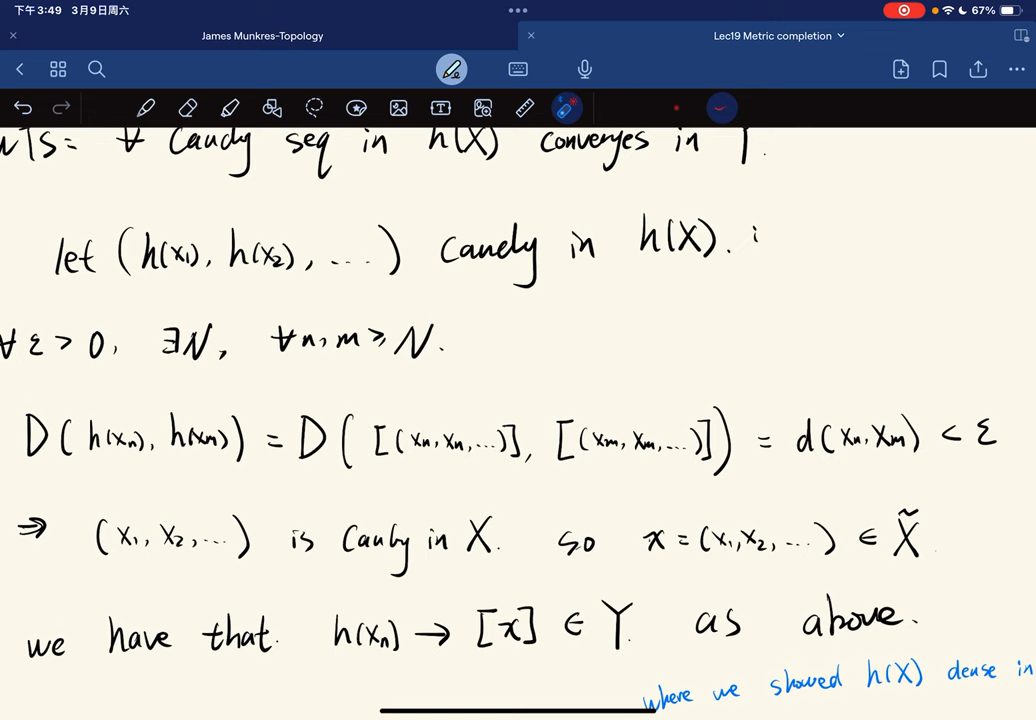 下午3:49 3月9日周六
67%
James Munkres-Topology
Lec19 Metric completion
WTS = ∀ Cauchy seq in h(X) converges in Y.
let (h(x₁), h(x₂), ....) Cauchy in h(X). i
∀ ε > 0, ∃N, ∀n, m ≥ N.
D( h(xₙ), h(xₘ)) = D( [(xₙ, xₙ, ...)], [(xₘ, xₘ, ...)]) = d(xₙ, xₘ) < ε
⇒ (x₁, x₂, ...) is Cauchy in X. so x = (x₁, x₂, ...) ∈ X̃.
we have that. h(xₙ) → [x] ∈ Y. as above.
where we showed h(X) dense in